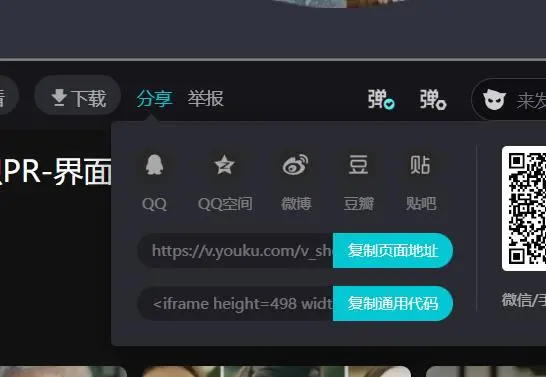 下载
分享
举报
弹
弹
来发
PR-界面
QQ
QQ空间
微博
豆
豆瓣
贴
贴吧
https://v.youku.com/v_sh
复制页面地址
<iframe height=498 widt
复制通用代码
微信/手